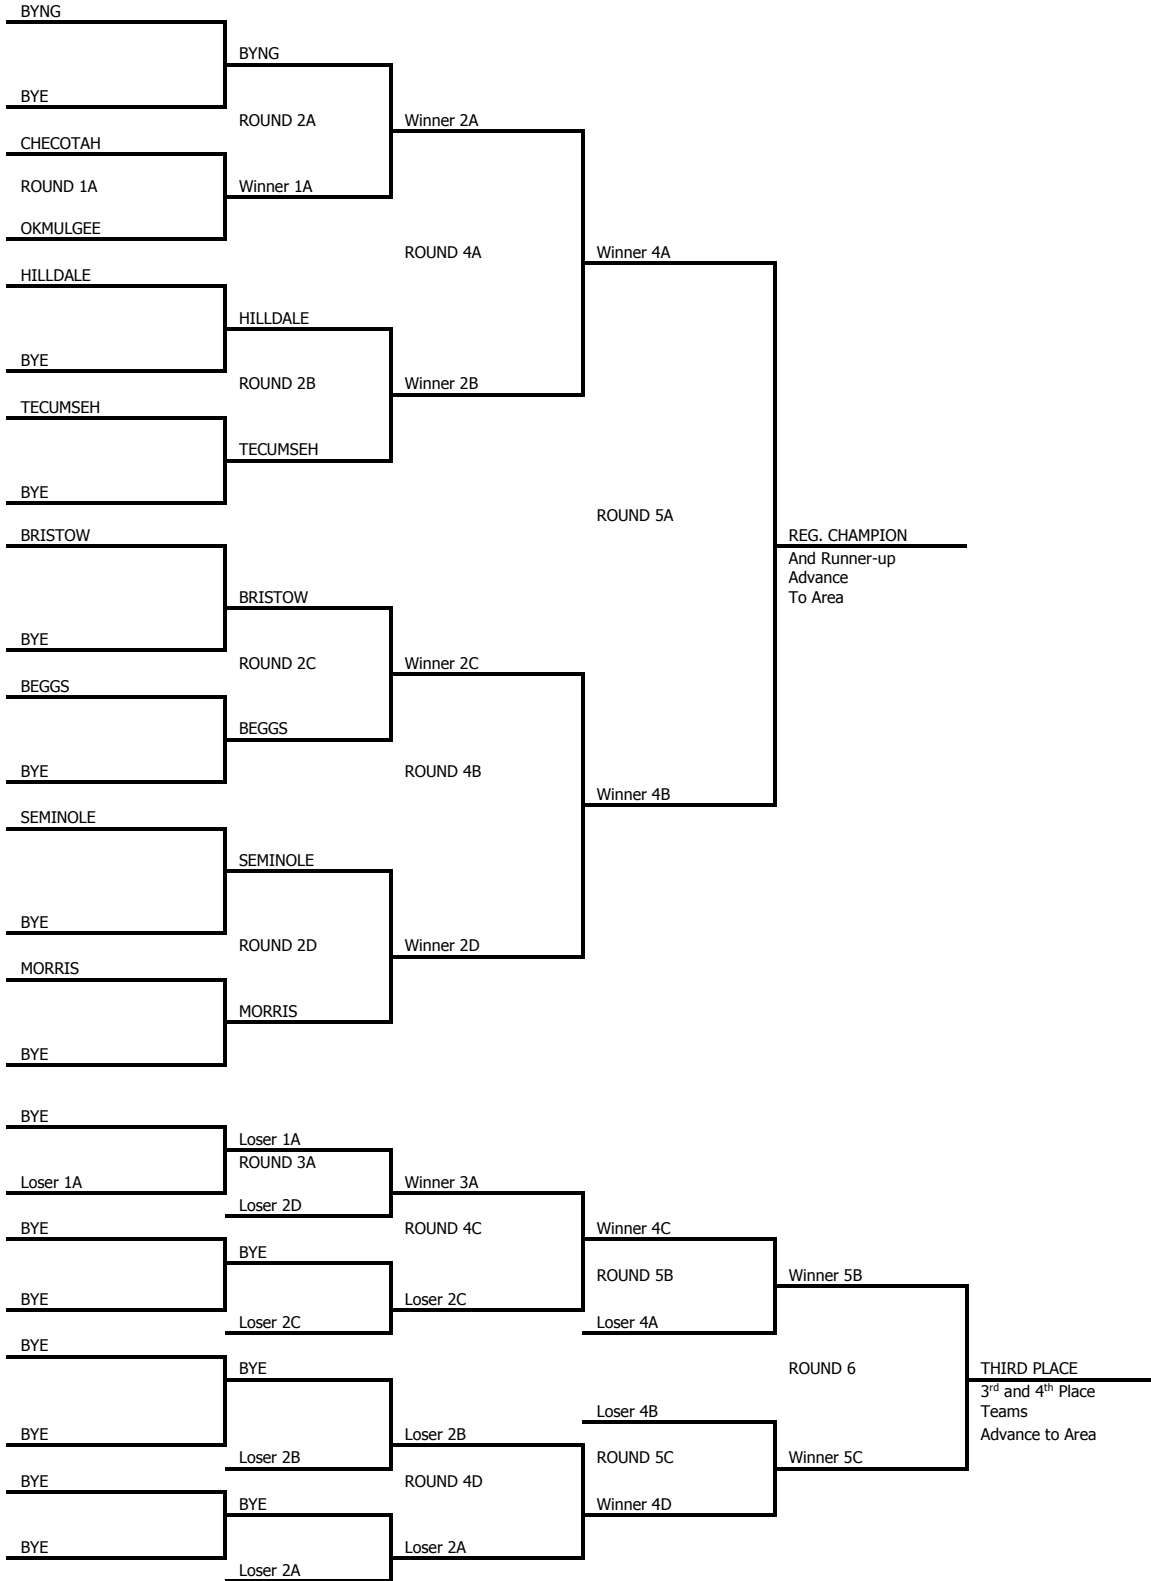 BYNG
BYNG
BYE
ROUND 2A
Winner 2A
CHECOTAH
ROUND 1A
Winner 1A
OKMULGEE
ROUND 4A
Winner 4A
HILLDALE
HILLDALE
BYE
ROUND 2B
Winner 2B
TECUMSEH
TECUMSEH
BYE
ROUND 5A
BRISTOW
REG. CHAMPION
And Runner-up
Advance
To Area
BRISTOW
BYE
ROUND 2C
Winner 2C
BEGGS
BEGGS
BYE
ROUND 4B
Winner 4B
SEMINOLE
SEMINOLE
BYE
ROUND 2D
Winner 2D
MORRIS
MORRIS
BYE
BYE
Loser 1A
ROUND 3A
Loser 1A
Winner 3A
Loser 2D
BYE
ROUND 4C
Winner 4C
BYE
ROUND 5B
Winner 5B
BYE
Loser 2C
Loser 2C
Loser 4A
BYE
BYE
ROUND 6
THIRD PLACE
3rd and 4th Place
Teams
Advance to Area
Loser 4B
BYE
Loser 2B
Loser 2B
ROUND 5C
Winner 5C
BYE
ROUND 4D
BYE
Winner 4D
BYE
Loser 2A
Loser 2A